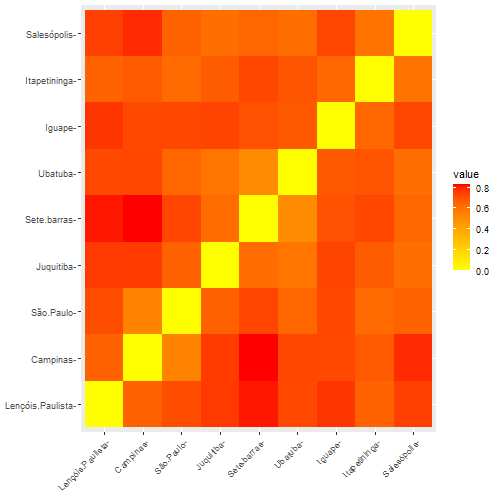 Salesópolis-
Itapetininga-
Iguape-
Ubatuba-
Sete.barras-
Juquitiba-
São.Paulo-
Campinas-
Lençóis.Paulista-
Lençóis.Paulista-
Campinas-
São.Paulo-
Juquitiba-
Sete.barras-
Ubatuba-
Iguape-
Itapetininga-
Salesópolis-
value
0.8
0.6
0.4
0.2
0.0